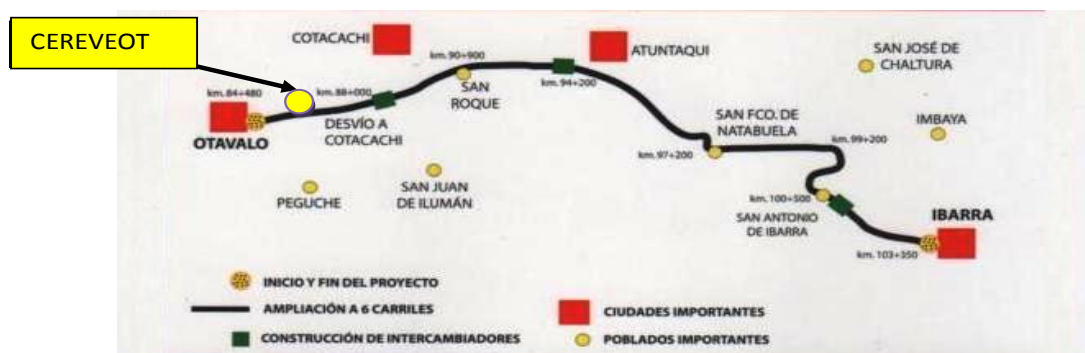 CEREVEOT
COTACACHI
ATUNTAQUI
SAN JOSÉ DE
CHALTURA
km. 90+900
km. 84+480
km. 88+000
SAN
ROQUE
km. 94+200
OTAVALO
DESVÍO A
COTACACHI
SAN FCO. DE
NATABUELA
km. 97+200
km. 99+200
IMBAYA
PEGUCHE
SAN JUAN
DE ILUMÁN
km. 100+500
SAN ANTONIO
DE IBARRA
IBARRA
km. 103+350
INICIO Y FIN DEL PROYECTO
AMPLIACIÓN A 6 CARRILES
CONSTRUCCIÓN DE INTERCAMBIADORES
CIUDADES IMPORTANTES
POBLADOS IMPORTANTES